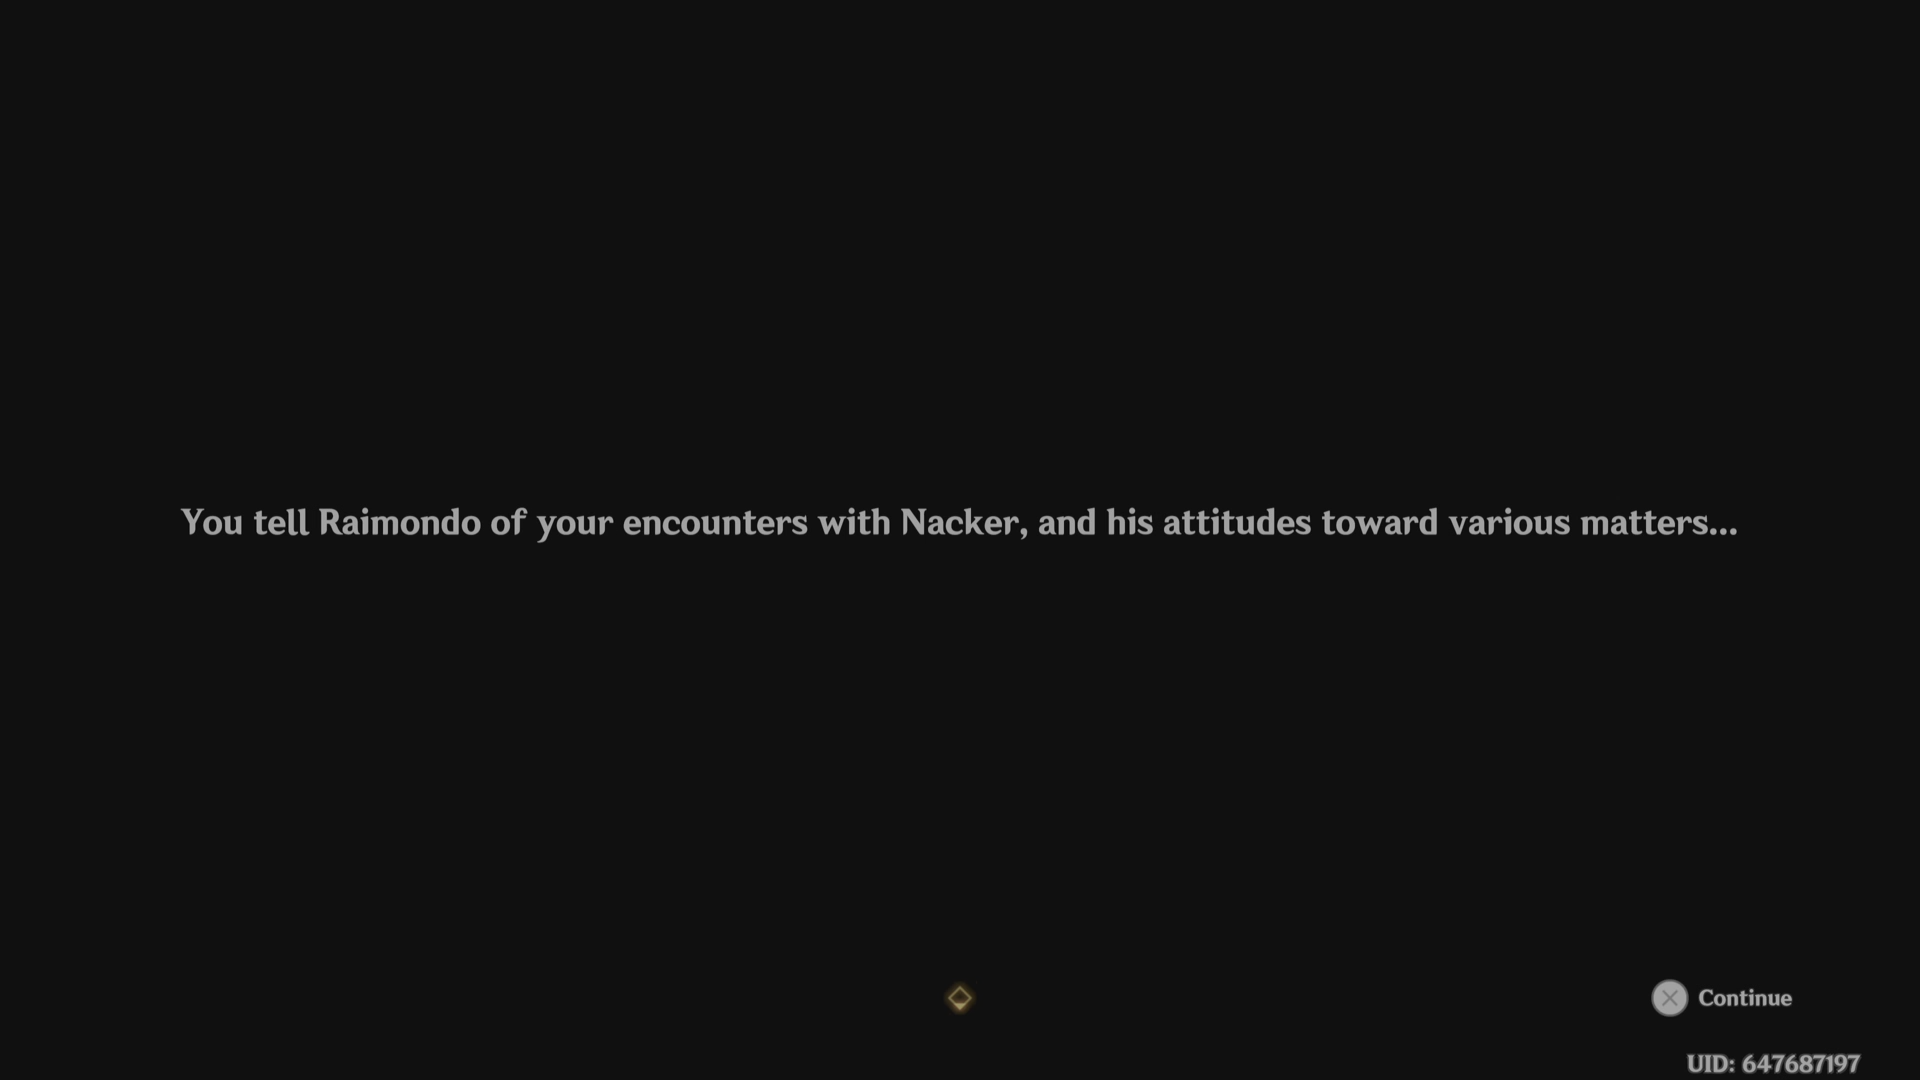 You tell Raimondo of your encounters with Nacker, and his attitudes toward various matters...
Continue
UID: 647687197